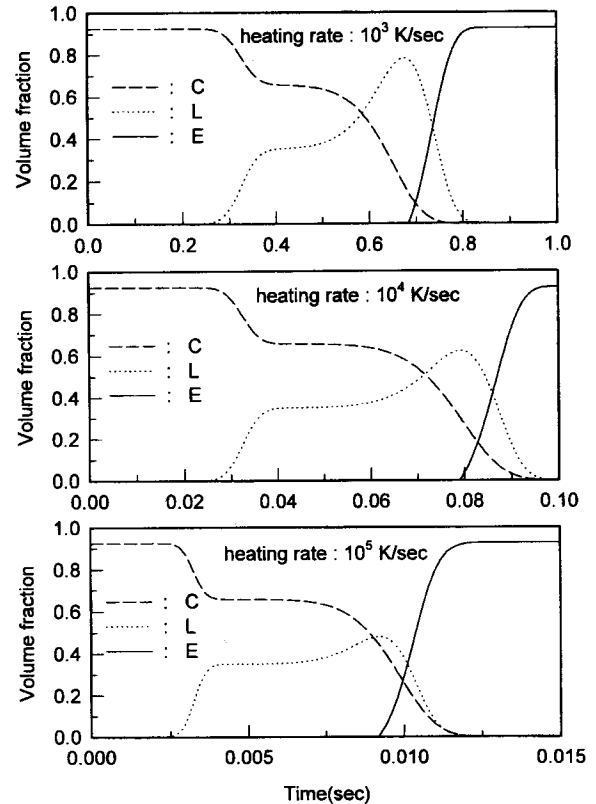 Volume fraction
1.0
0.8
0.6
0.4
0.2
0.0
heating rate : 10³ K/sec
: C
: L
: E
0.0 0.2 0.4 0.6 0.8 1.0
Volume fraction
1.0
0.8
0.6
0.4
0.2
0.0
heating rate : 10⁴ K/sec
: C
: L
: E
0.00 0.02 0.04 0.06 0.08 0.10
Volume fraction
1.0
0.8
0.6
0.4
0.2
0.0
heating rate : 10⁵ K/sec
: C
: L
: E
0.000 0.005 0.010 0.015
Time(sec)